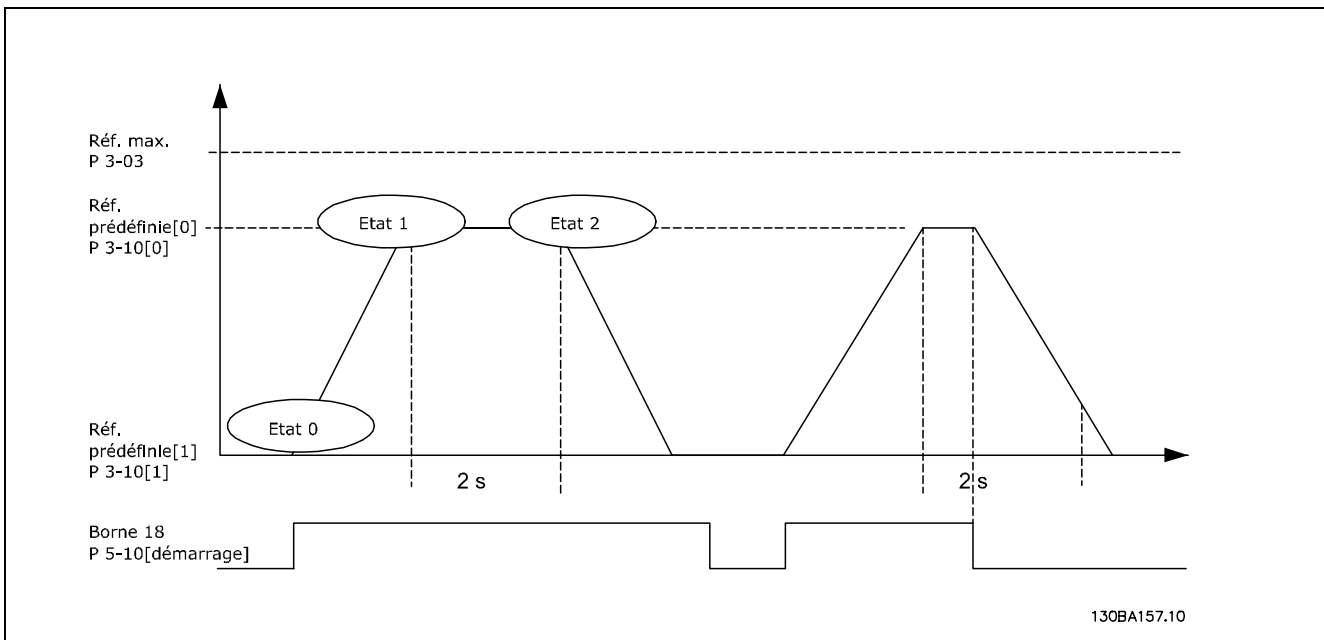 Réf. max.
P 3-03
Réf.
prédéfinie[0]
P 3-10[0]
Etat 1
Etat 2
Etat 0
Réf.
prédéfinie[1]
P 3-10[1]
2 s
2 s
Borne 18
P 5-10[démarrage]
130BA157.10